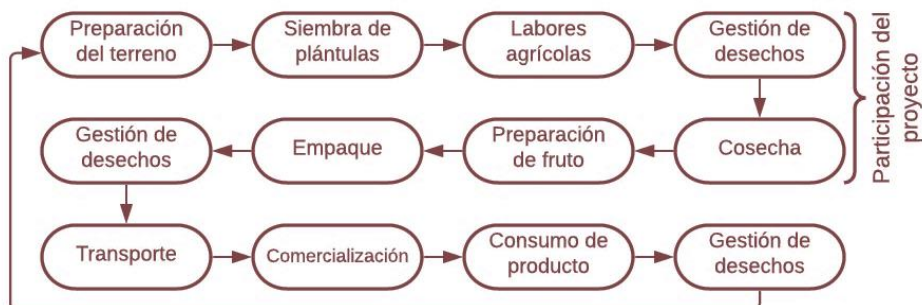 Preparación
del terreno
Siembra de
plántulas
Labores
agrícolas
Gestión de
desechos
Participación del
proyecto
Gestión de
desechos
Empaque
Preparación
de fruto
Cosecha
Transporte
Comercialización
Consumo de
producto
Gestión de
desechos